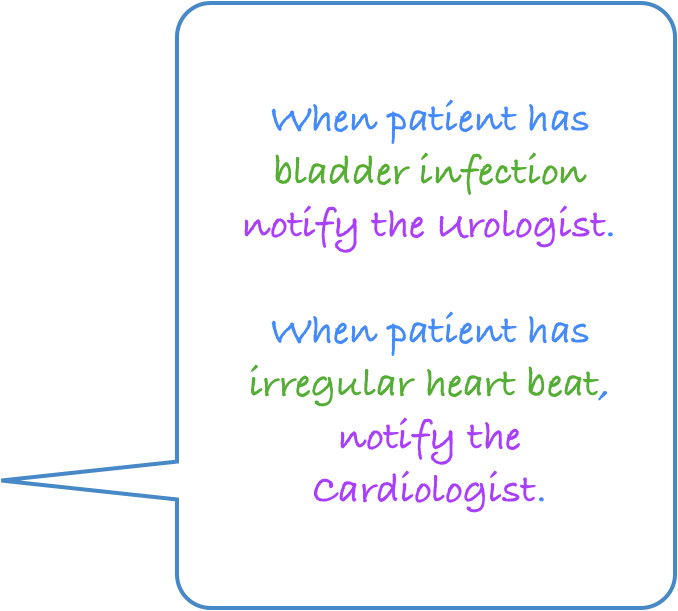 When patient has
bladder infection
notify the Urologist.
When patient has
irregular heart beat,
notify the
Cardiologist.